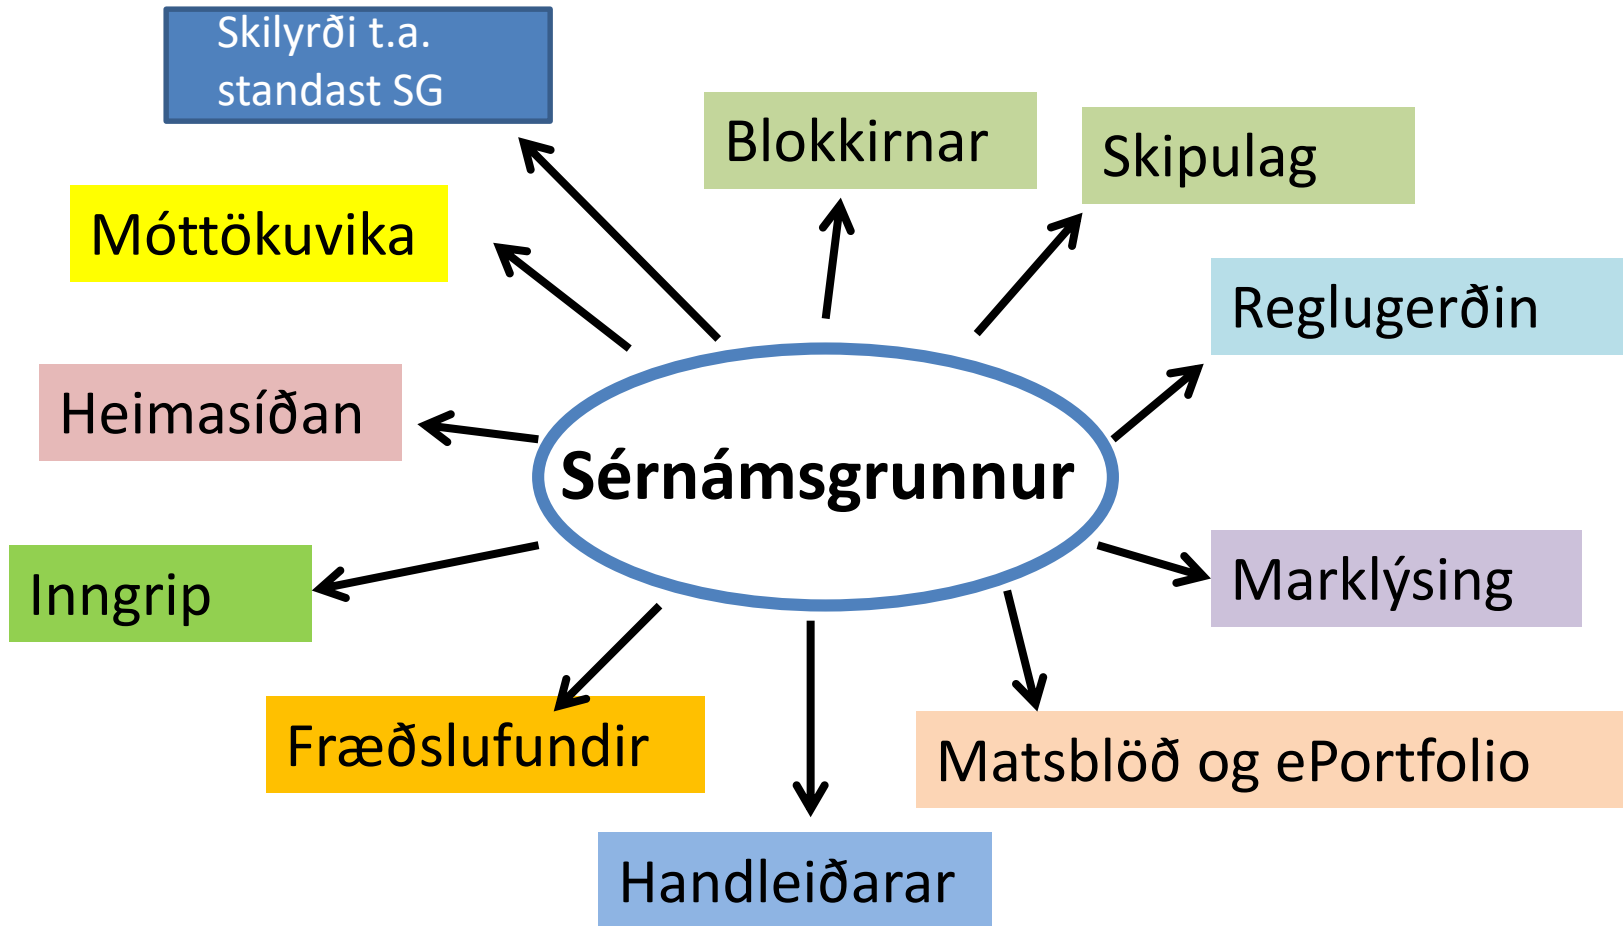 Skilyrði t.a.
standast SG
Blokkirnar
Skipulag
Móttökuvika
Reglugerðin
Heimasíðan
Sérnámsgrunnur
Inngrip
Marklýsing
Fræðslufundir
Matsblöð og ePortfolio
Handleiðarar